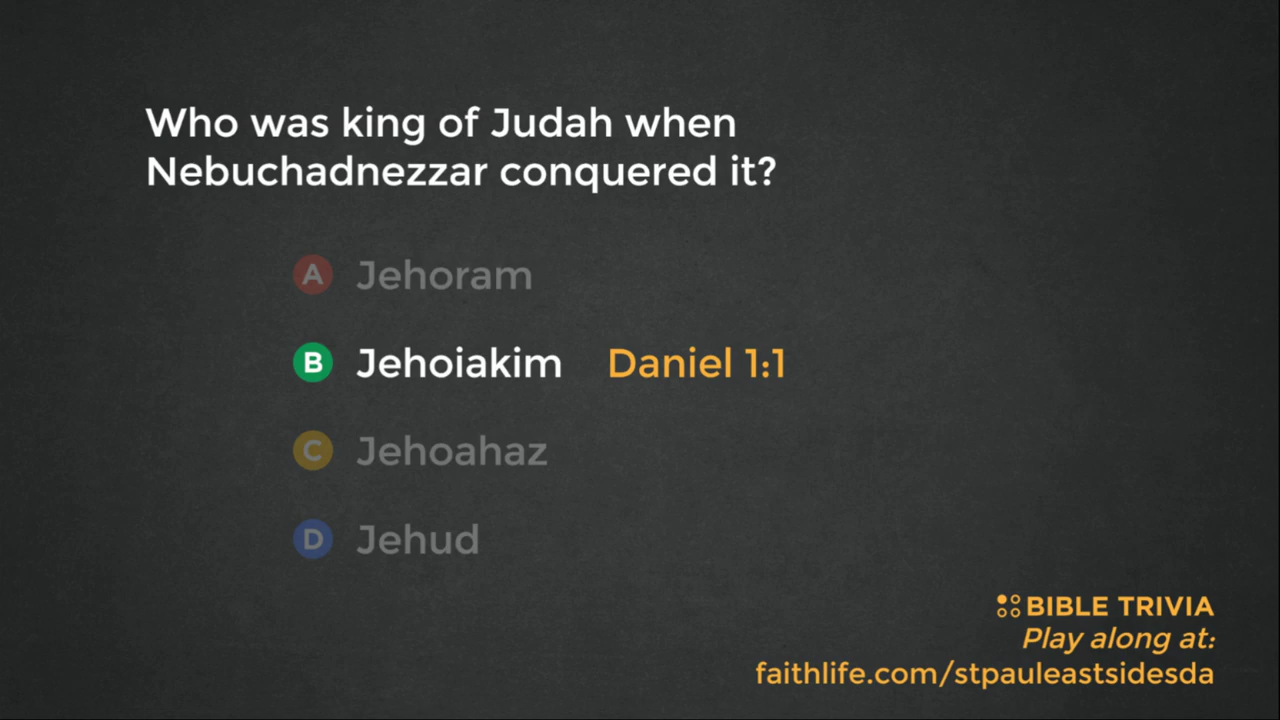 Who was king of Judah when
Nebuchadnezzar conquered it?
A Jehoram
B Jehoiakim Daniel 1:1
C Jehoahaz
D Jehud
BIBLE TRIVIA
Play along at:
faithlife.com/stpauleastsidesda